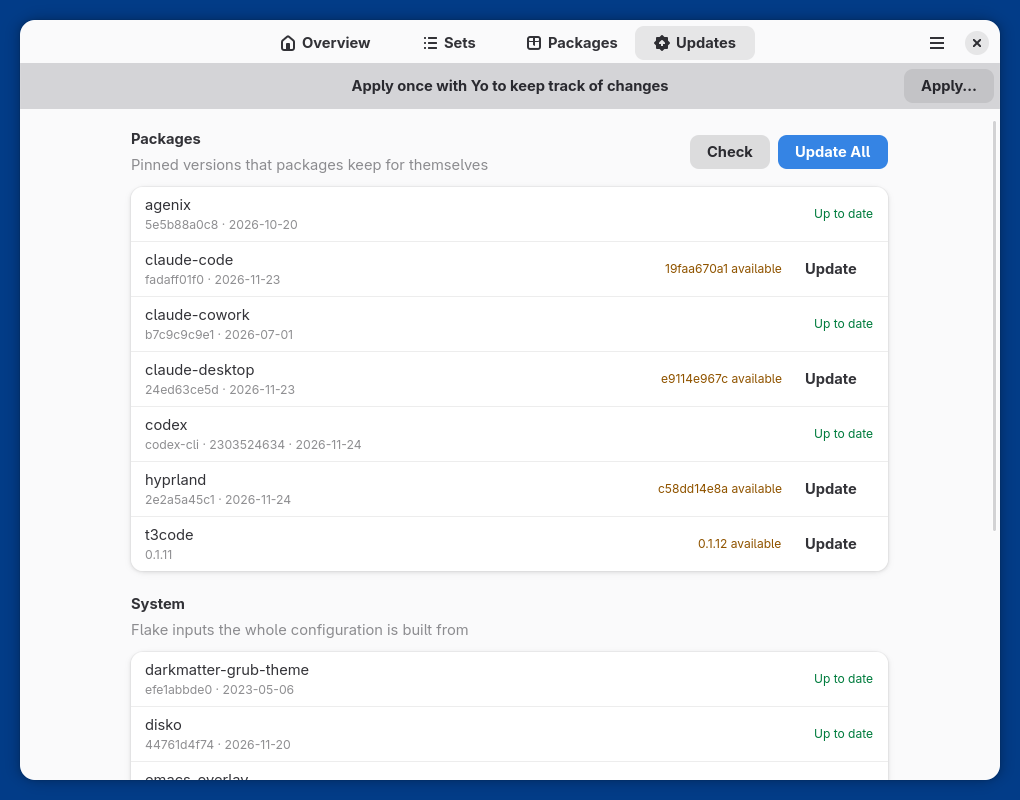 Overview
Sets
Packages
Updates
Apply once with Yo to keep track of changes
Apply...
Packages
Pinned versions that packages keep for themselves
Check
Update All
agenix
5e5b88a0c8 · 2026-10-20
Up to date
claude-code
fadaff01f0 · 2026-11-23
19faa670a1 available
Update
claude-cowork
b7c9c9c9e1 · 2026-07-01
Up to date
claude-desktop
24ed63ce5d · 2026-11-23
e9114e967c available
Update
codex
codex-cli · 2303524634 · 2026-11-24
Up to date
hyprland
2e2a5a45c1 · 2026-11-24
c58dd14e8a available
Update
t3code
0.1.11
0.1.12 available
Update
System
Flake inputs the whole configuration is built from
darkmatter-grub-theme
efe1abbde0 · 2023-05-06
Up to date
disko
44761d4f74 · 2026-11-20
Up to date
emacs-overlay